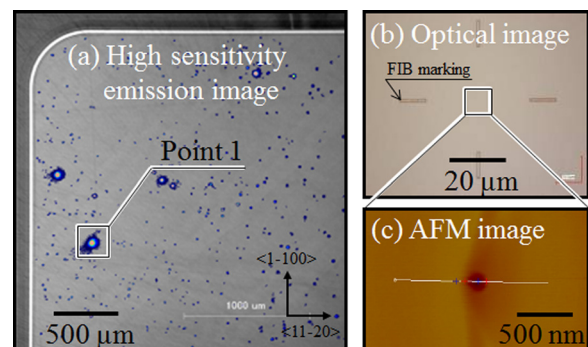 (a) High sensitivity
emission image
Point 1
<1-100>
1000 um
<11-20>
500 µm
(b) Optical image
FIB marking
20 µm
(c) AFM image
500 nm